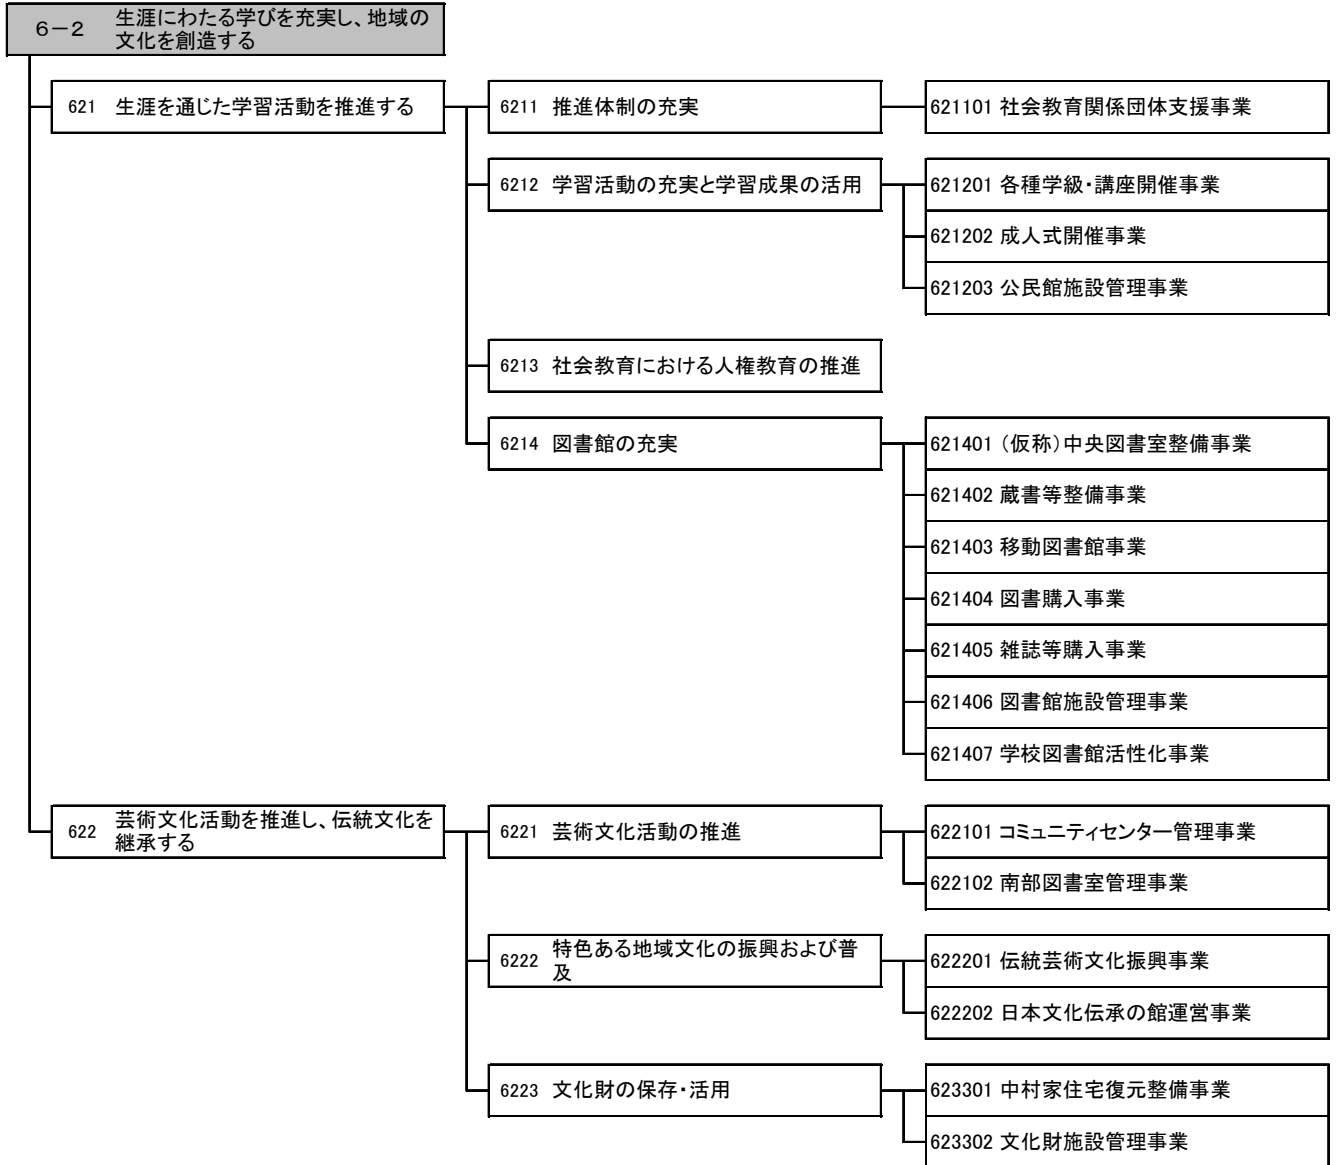 6－2 生涯にわたる学びを充実し、地域の
文化を創造する
621 生涯を通じた学習活動を推進する
6211 推進体制の充実
621101 社会教育関係団体支援事業
6212 学習活動の充実と学習成果の活用
621201 各種学級・講座開催事業
621202 成人式開催事業
621203 公民館施設管理事業
6213 社会教育における人権教育の推進
6214 図書館の充実
621401 （仮称）中央図書室整備事業
621402 蔵書等整備事業
621403 移動図書館事業
621404 図書購入事業
621405 雑誌等購入事業
621406 図書館施設管理事業
621407 学校図書館活性化事業
622 芸術文化活動を推進し、伝統文化を
継承する
6221 芸術文化活動の推進
622101 コミュニティセンター管理事業
622102 南部図書室管理事業
6222 特色ある地域文化の振興および普
及
622201 伝統芸術文化振興事業
622202 日本文化伝承の館運営事業
6223 文化財の保存・活用
623301 中村家住宅復元整備事業
623302 文化財施設管理事業